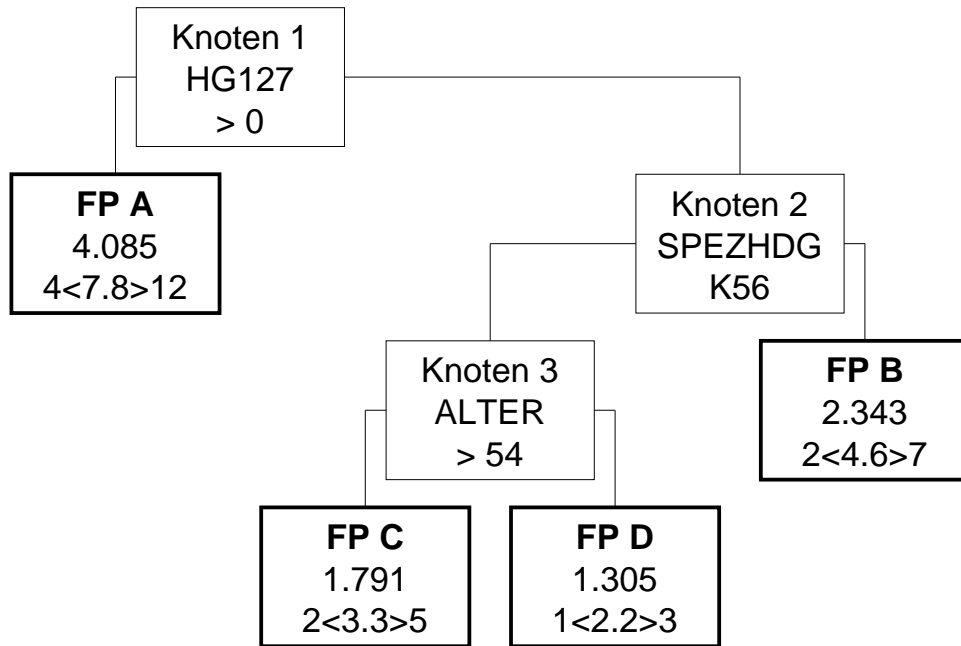 Knoten 1
HG127
> 0
FP A
4.085
4<7.8>12
Knoten 2
SPEZHDG
K56
Knoten 3
ALTER
> 54
FP B
2.343
2<4.6>7
FP C
1.791
2<3.3>5
FP D
1.305
1<2.2>3